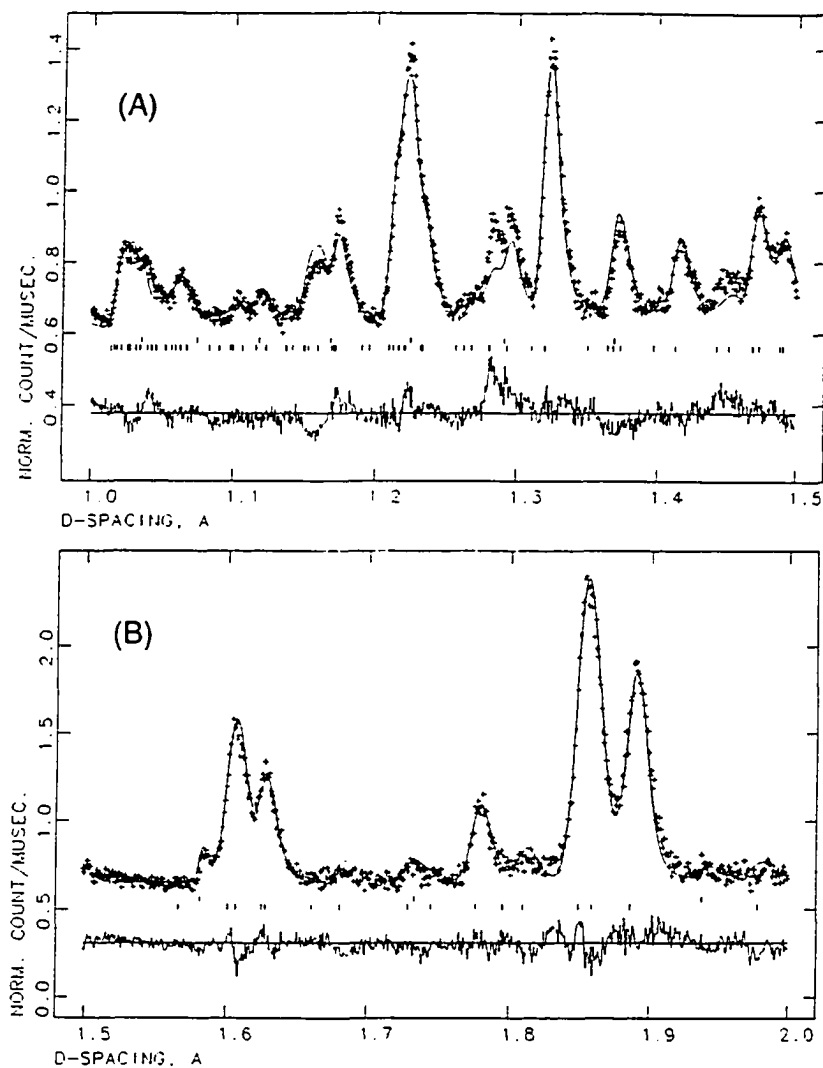 (A)
1.4
1.2
1.0
0.8
0.6
0.4
NORM. COUNT/MUSEC.
1.0 1.1 1.2 1.3 1.4 1.5
D-SPACING, A
(B)
2.0
1.5
1.0
0.5
0.0
NORM. COUNT/MUSEC.
1.5 1.6 1.7 1.8 1.9 2.0
D-SPACING, A